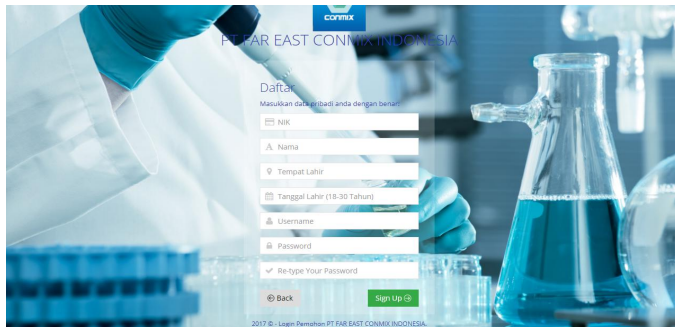 CONMIX
PT FAR EAST CONMIX INDONESIA
Daftar
Masukkan data pribadi anda dengan benar:
NIK
Nama
Tempat Lahir
Tanggal Lahir (18-30 Tahun)
Username
Password
Re-type Your Password
Back
Sign Up
2017 © - Login Pemohon PT FAR EAST CONMIX INDONESIA.